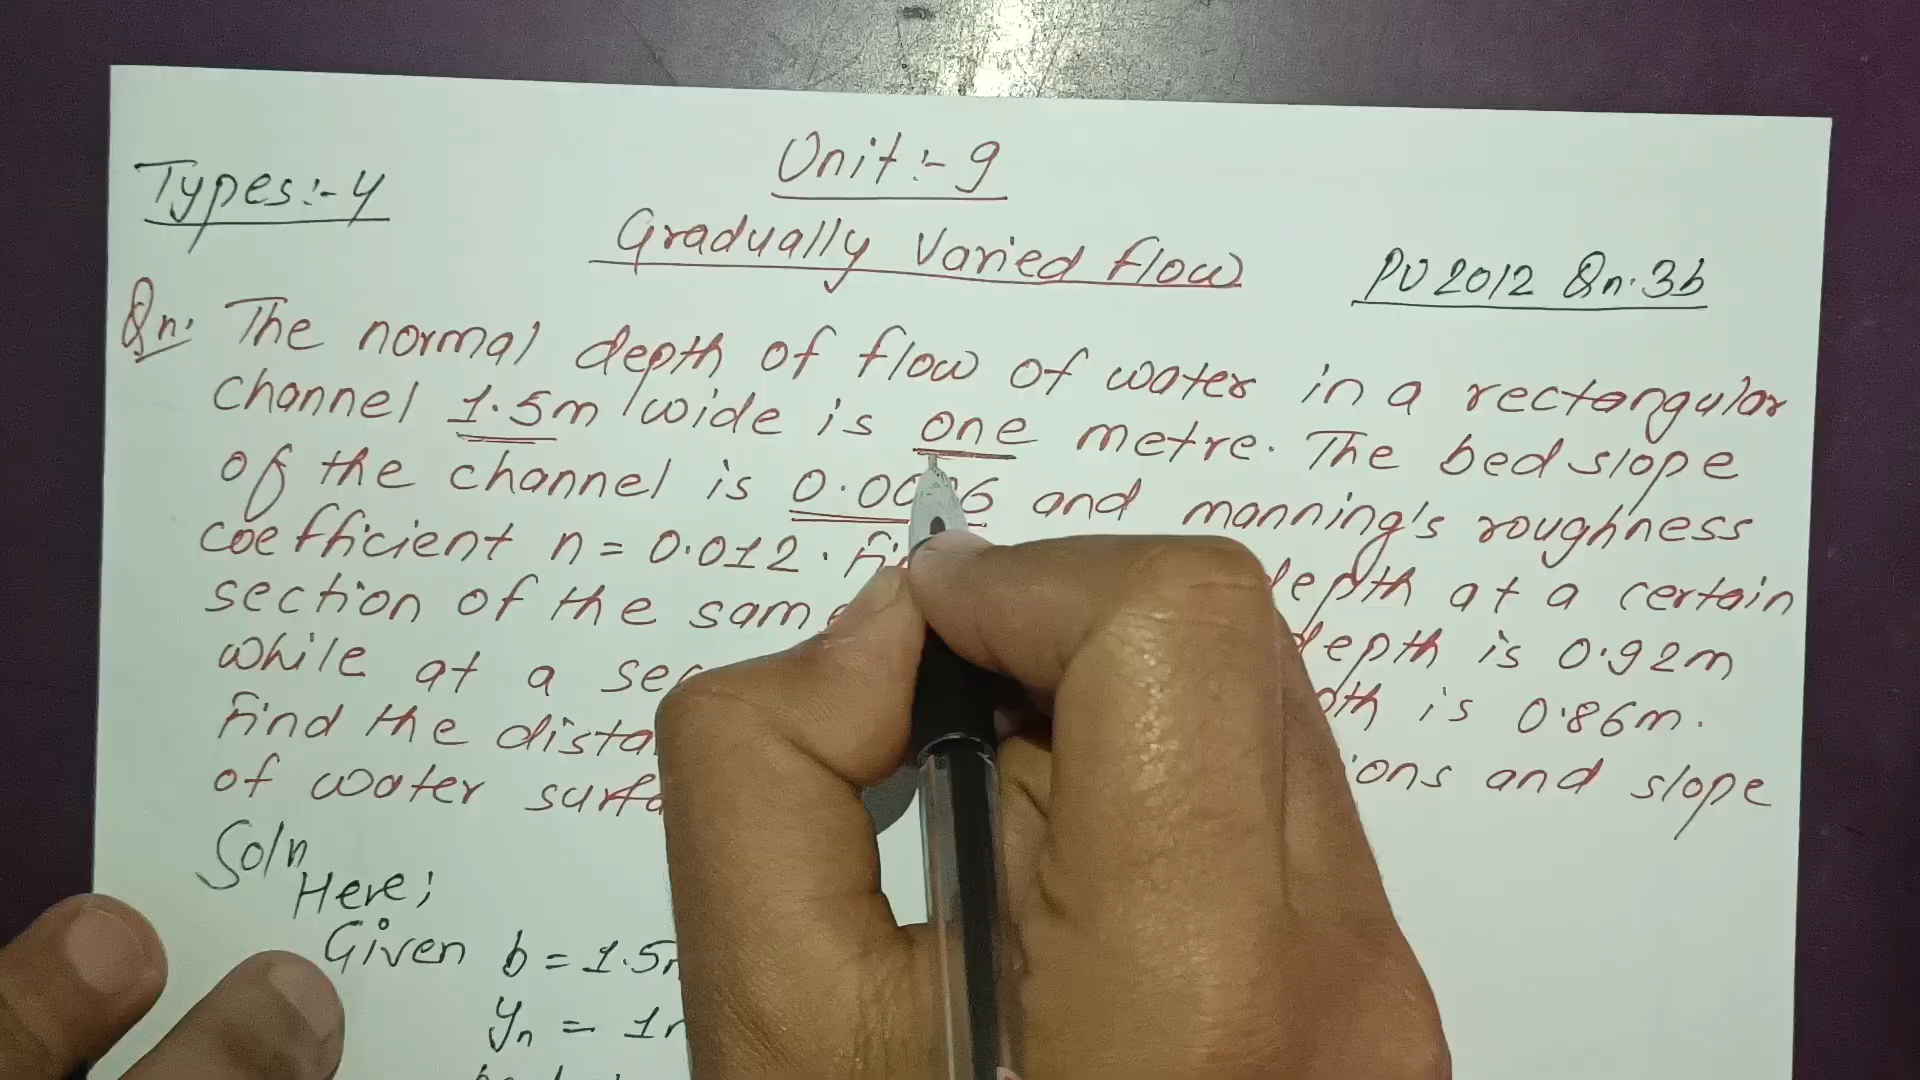 Types:- 4
Unit:- 9
Gradually Varied flow
PU 2012 Qn. 3b
Qn. The normal depth of flow of water in a rectangular
channel 1.5m wide is one metre. The bed slope
of the channel is and manning's roughness
coefficient n = 0.012. depth at a certain
section of the depth is 0.92m
while at a is 0.86m.
Find the and slope
of water
Soln
Here;
Given b = 1.5
yn = 1